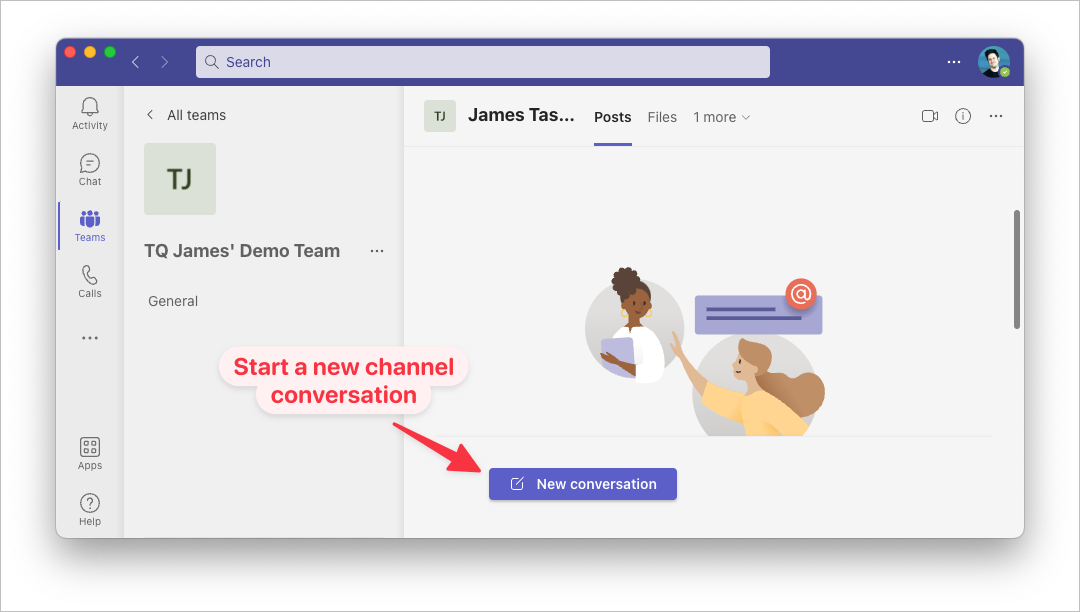 Search
Activity
Chat
Teams
Calls
Apps
Help
All teams
TJ
TQ James' Demo Team
General
TJ
James Tas...
Posts
Files
1 more
@
Start a new channel
conversation
New conversation